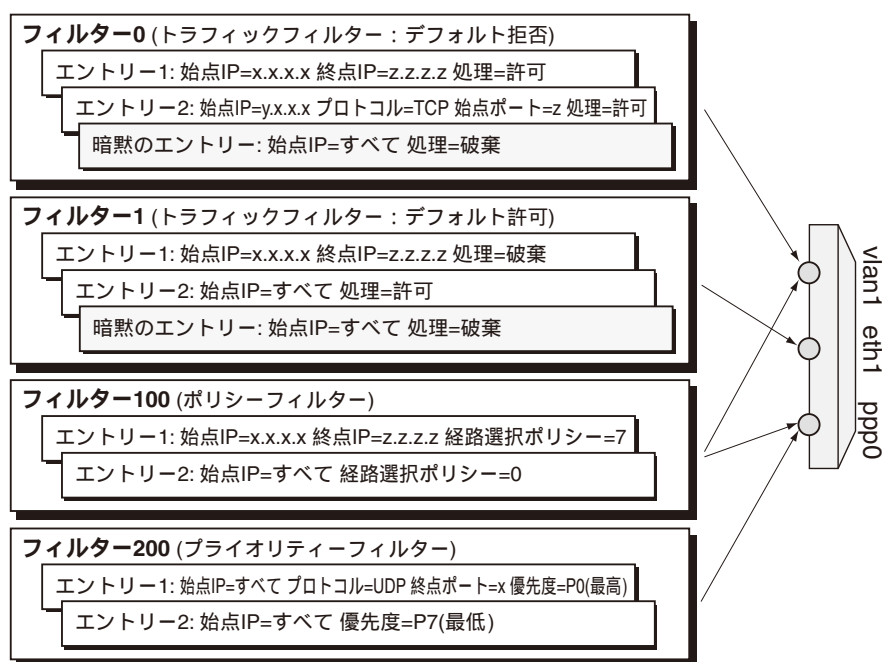 フィルター0 (トラフィックフィルター：デフォルト拒否)
エントリー1: 始点IP=x.x.x.x 終点IP=z.z.z.z 処理=許可
エントリー2: 始点IP=y.x.x.x プロトコル=TCP 始点ポート=z 処理=許可
暗黙のエントリー: 始点IP=すべて 処理=破棄
フィルター1 (トラフィックフィルター：デフォルト許可)
エントリー1: 始点IP=x.x.x.x 終点IP=z.z.z.z 処理=破棄
エントリー2: 始点IP=すべて 処理=許可
暗黙のエントリー: 始点IP=すべて 処理=破棄
フィルター100 (ポリシーフィルター)
エントリー1: 始点IP=x.x.x.x 終点IP=z.z.z.z 経路選択ポリシー=7
エントリー2: 始点IP=すべて 経路選択ポリシー=0
フィルター200 (プライオリティーフィルター)
エントリー1: 始点IP=すべて プロトコル=UDP 終点ポート=x 優先度=P0(最高)
エントリー2: 始点IP=すべて 優先度=P7(最低)
vlan1 eth1 ppp0